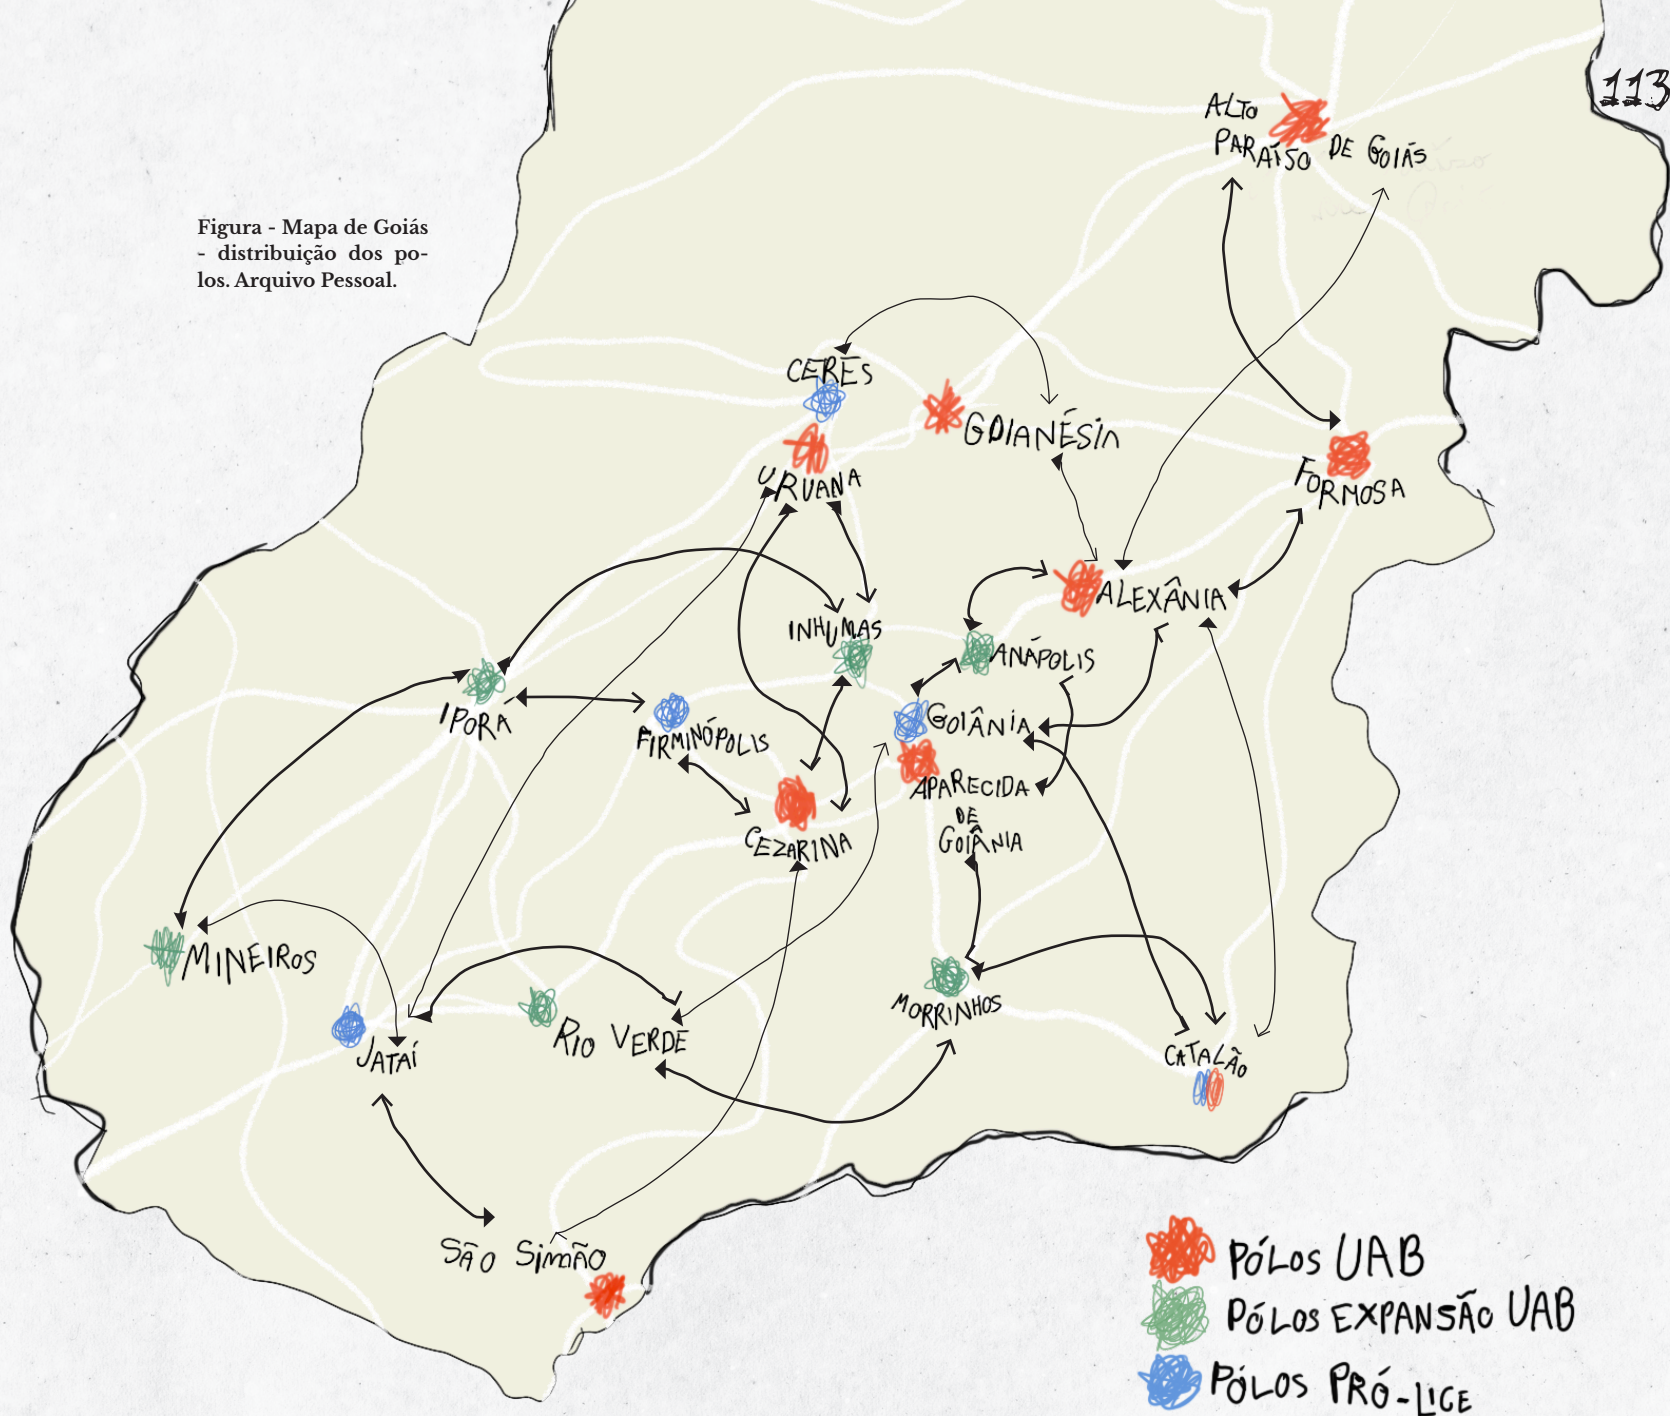 113
ALTO
PARAÍSO DE GOIÁS
Figura - Mapa de Goiás
- distribuição dos po-
los. Arquivo Pessoal.
CERES
GOIANÉSIA
URUANA
FORMOSA
ALEXÂNIA
INHUMAS
ANÁPOLIS
IPORA
GOIÂNIA
FIRMINÓPOLIS
APARECIDA
DE
GOIÂNIA
CEZARINA
MINEIROS
MORRINHOS
RIO VERDE
JATAÍ
CATALÃO
SÃO SIMÃO
PÓLOS UAB
PÓLOS EXPANSÃO UAB
PÓLOS PRÓ-LICE